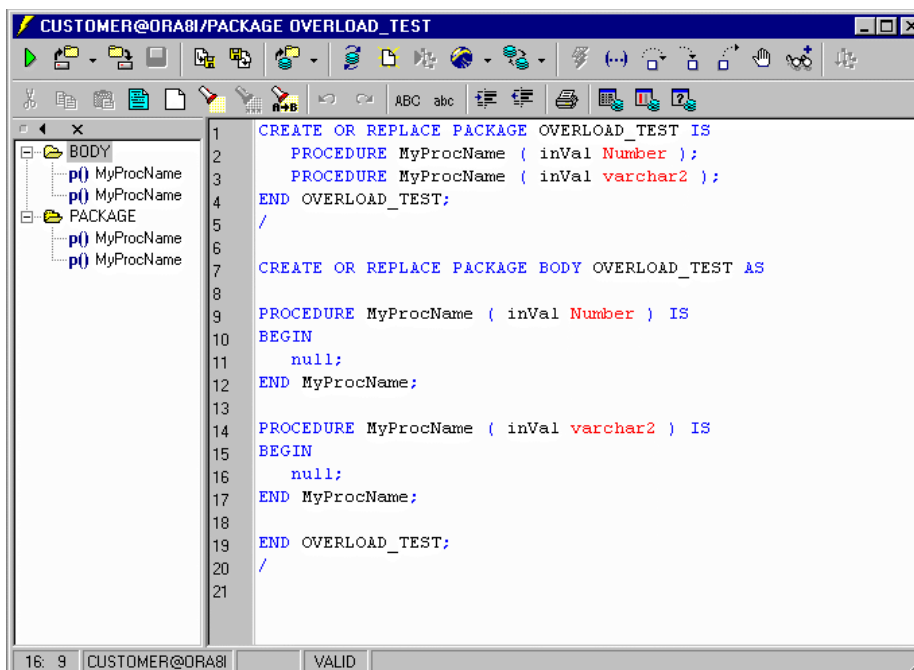 CUSTOMER@ORA8I/PACKAGE OVERLOAD_TEST
A→B
ABC abc
BODY
p() MyProcName
p() MyProcName
PACKAGE
p() MyProcName
p() MyProcName
1 CREATE OR REPLACE PACKAGE OVERLOAD_TEST IS
2 PROCEDURE MyProcName ( inVal Number );
3 PROCEDURE MyProcName ( inVal varchar2 );
4 END OVERLOAD_TEST;
5 /
6
7 CREATE OR REPLACE PACKAGE BODY OVERLOAD_TEST AS
8
9 PROCEDURE MyProcName ( inVal Number ) IS
10 BEGIN
11 null;
12 END MyProcName;
13
14 PROCEDURE MyProcName ( inVal varchar2 ) IS
15 BEGIN
16 null;
17 END MyProcName;
18
19 END OVERLOAD_TEST;
20 /
21
16: 9 CUSTOMER@ORA8I VALID